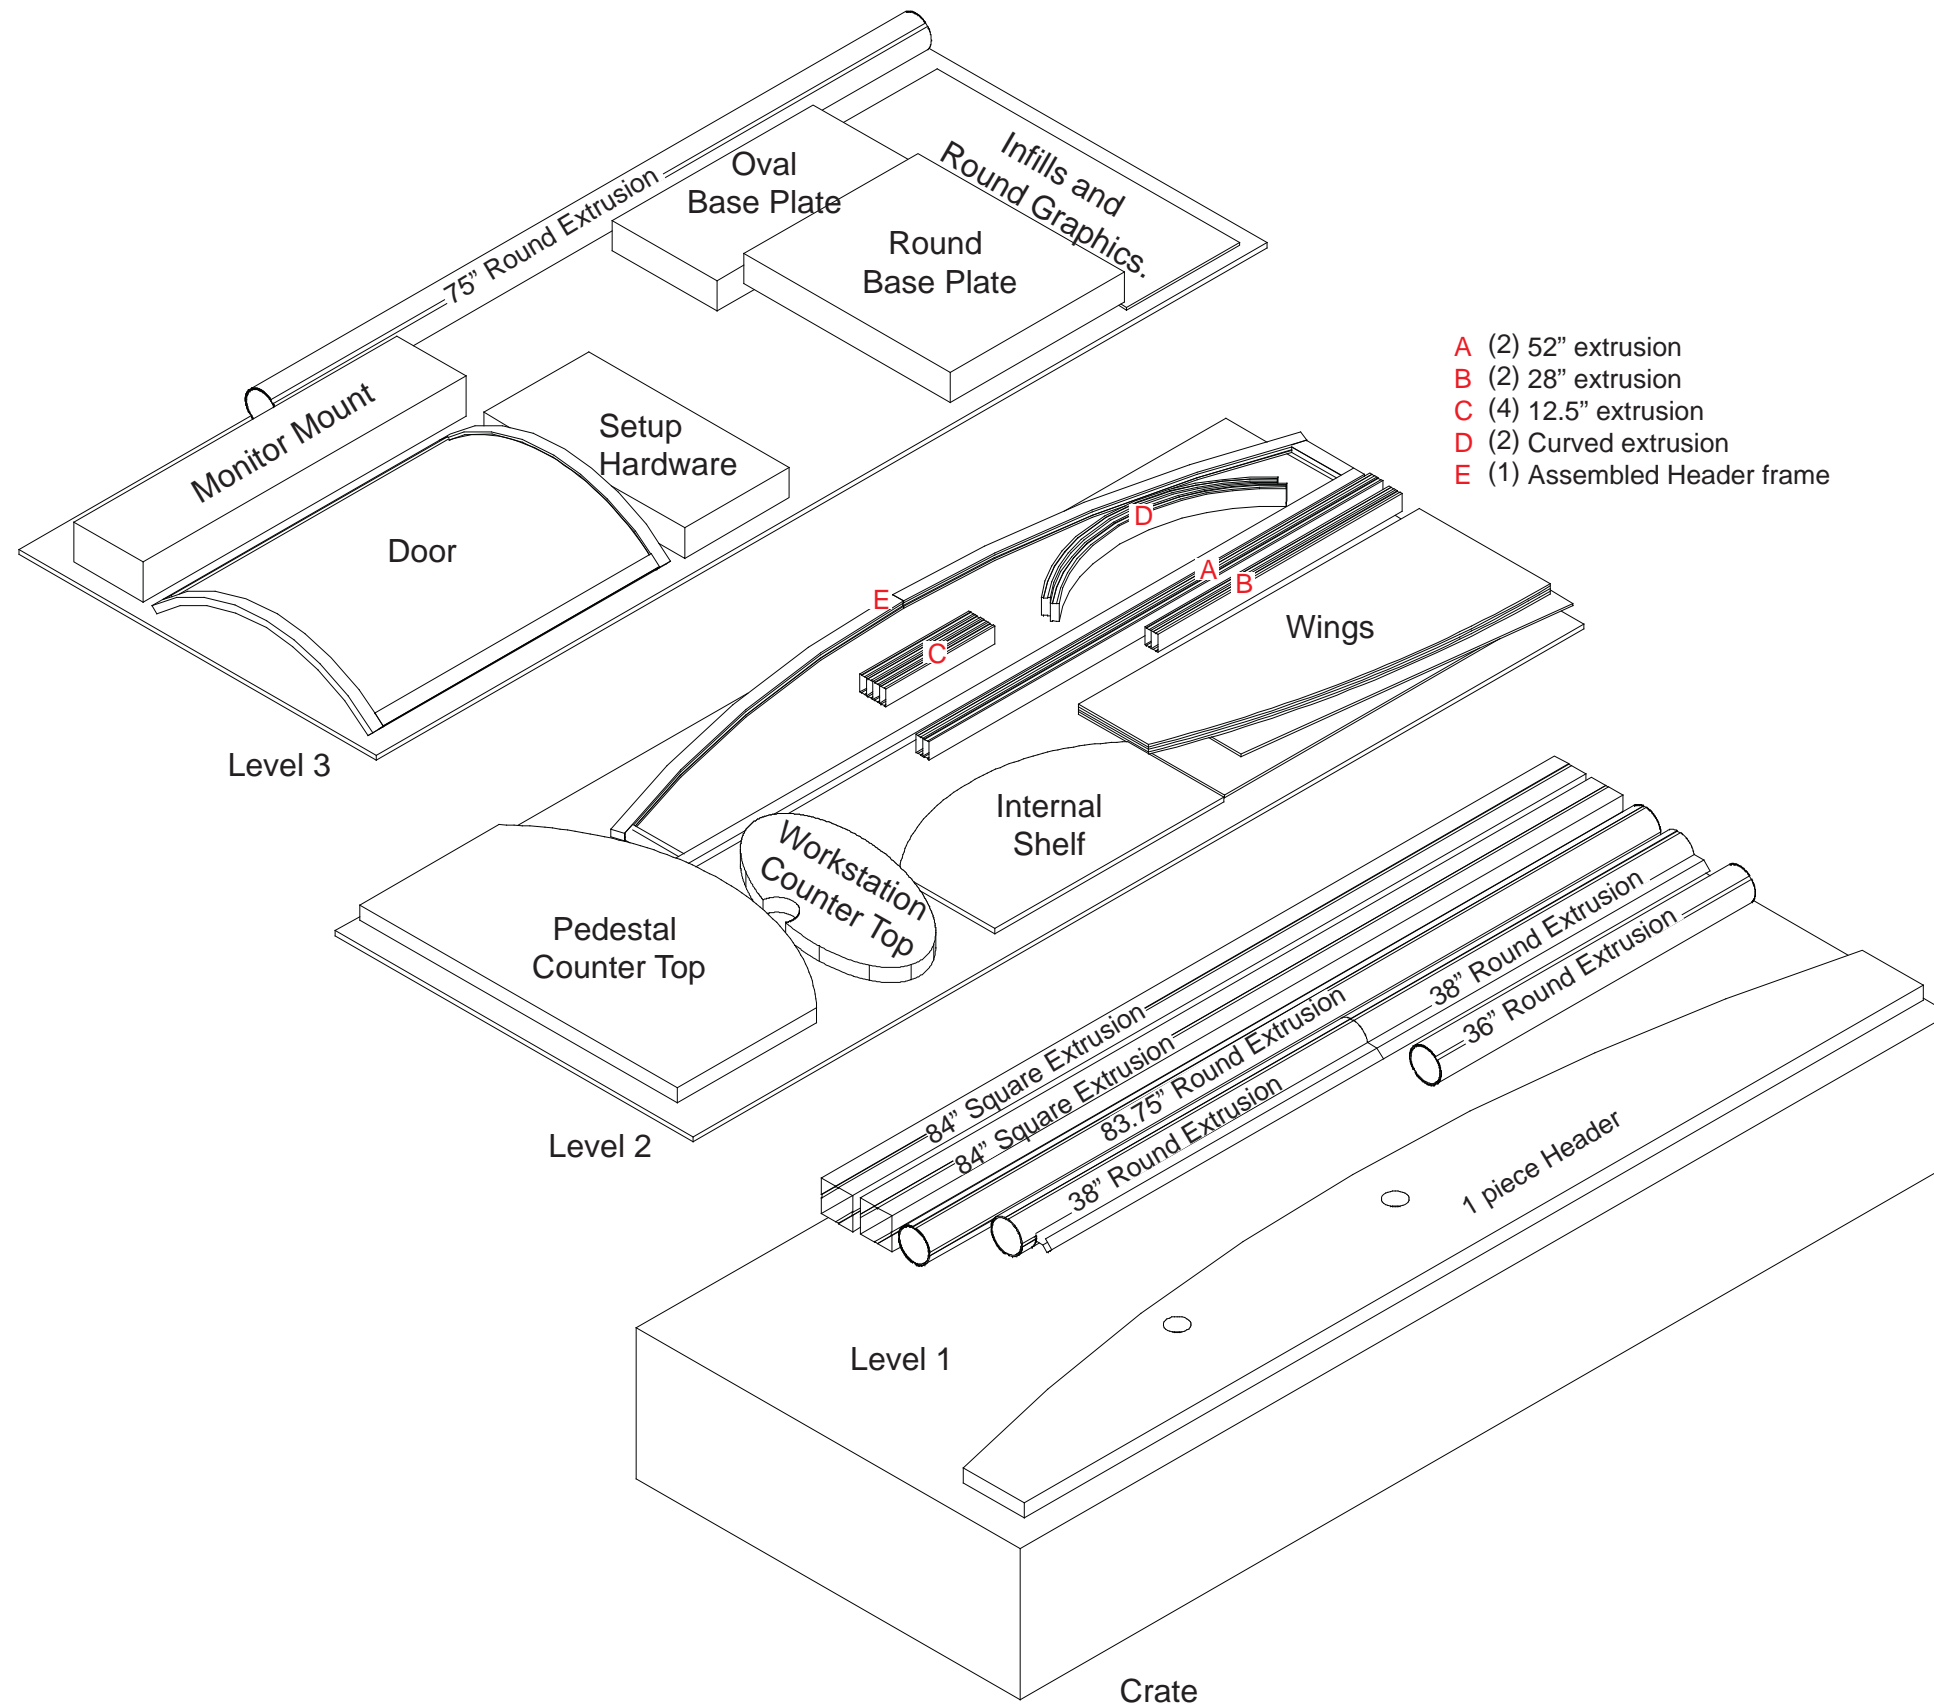 Infills and
Round Graphics.
Oval
Base Plate
75” Round Extrusion
Round
Base Plate
Monitor Mount
Setup
Hardware
Door
Level 3
A (2) 52” extrusion
B (2) 28” extrusion
C (4) 12.5” extrusion
D (2) Curved extrusion
E (1) Assembled Header frame
D
A
B
E
C
Wings
Internal
Shelf
Workstation
Counter Top
Pedestal
Counter Top
Level 2
84” Square Extrusion
84” Square Extrusion
83.75” Round Extrusion
38” Round Extrusion
38” Round Extrusion
36” Round Extrusion
1 piece Header
Level 1
Crate